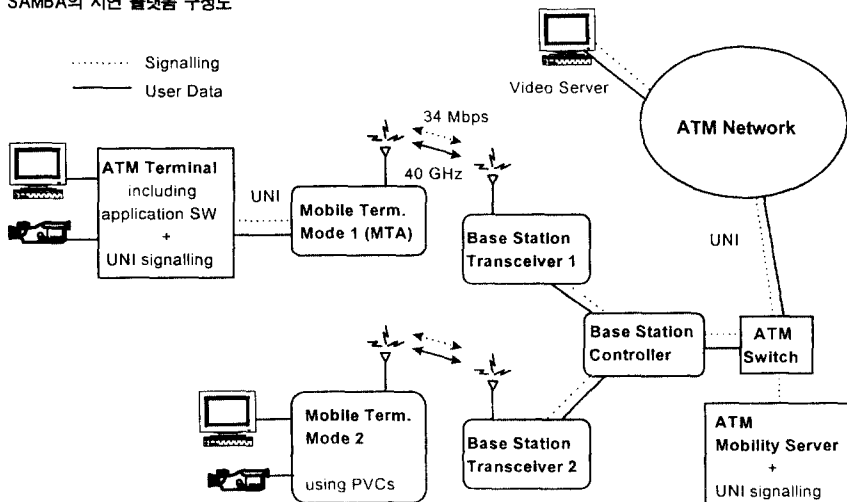 SAMBA의 시연 플랫폼 구성도
Signalling
User Data
Video Server
ATM Network
34 Mbps
40 GHz
ATM Terminal
including
application SW
+
UNI signalling
UNI
Mobile Term.
Mode 1 (MTA)
Base Station
Transceiver 1
UNI
Base Station
Controller
ATM
Switch
Mobile Term.
Mode 2
using PVCs
Base Station
Transceiver 2
ATM
Mobility Server
+
UNI signalling